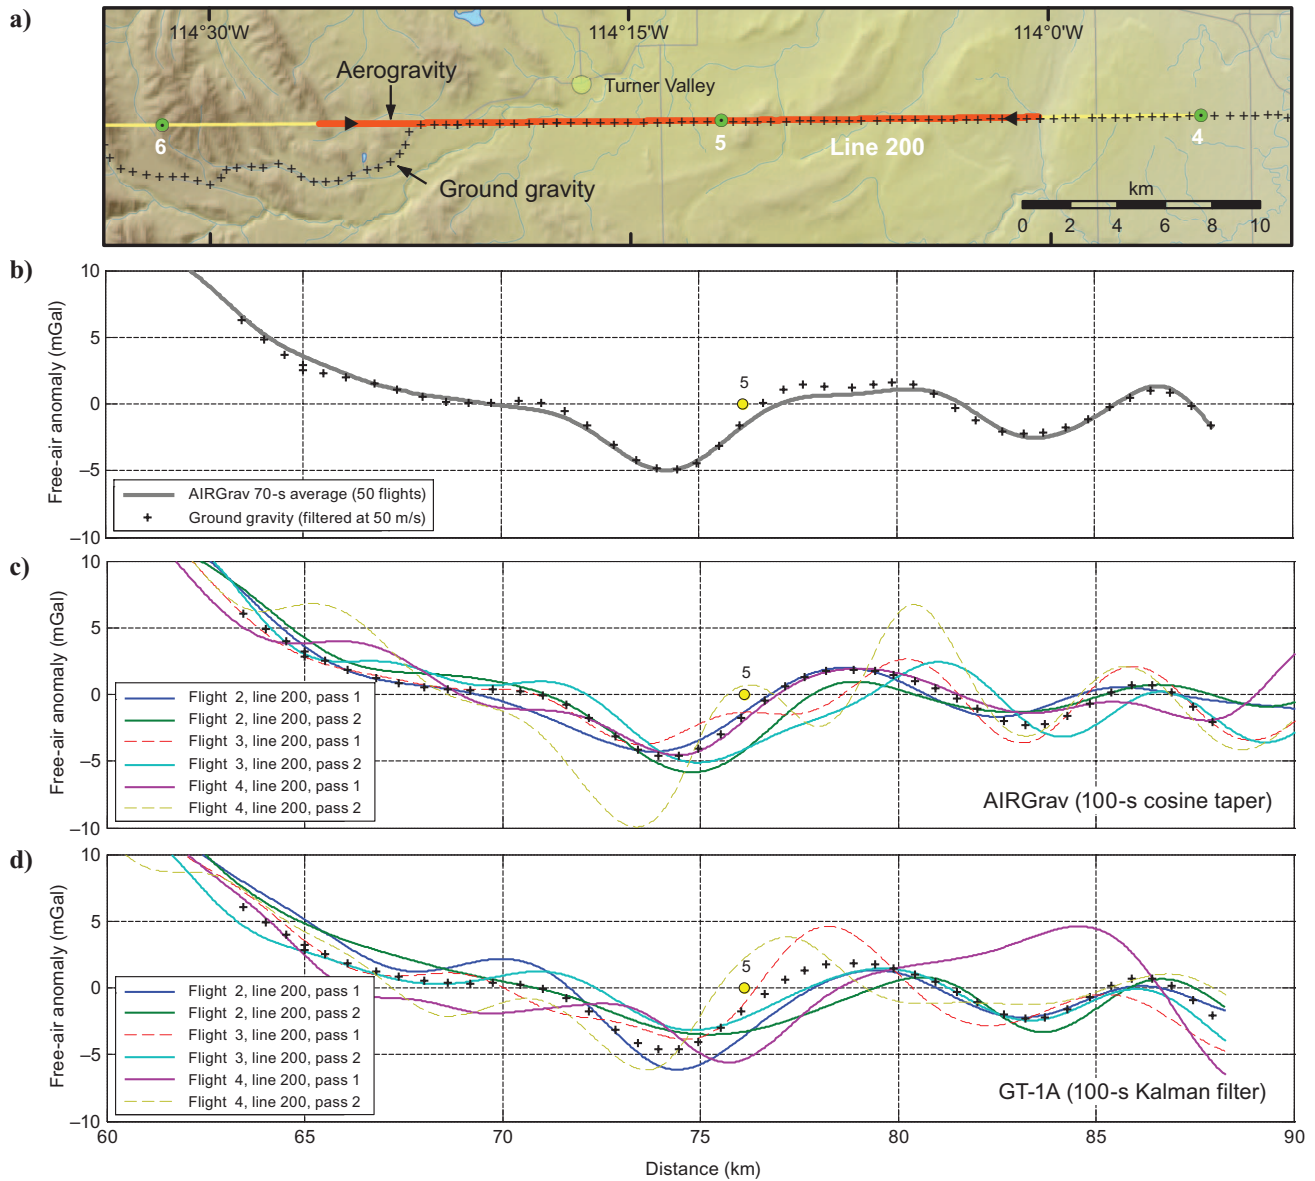 a)
114°30'W
114°15'W
114°0'W
Aerogravity
Turner Valley
6
5
4
Line 200
Ground gravity
km
0 2 4 6 8 10
b)
Free-air anomaly (mGal)
10
5
0
–5
–10
5
AIRGrav 70-s average (50 flights)
Ground gravity (filtered at 50 m/s)
c)
Free-air anomaly (mGal)
10
5
0
–5
–10
5
Flight 2, line 200, pass 1
Flight 2, line 200, pass 2
Flight 3, line 200, pass 1
Flight 3, line 200, pass 2
Flight 4, line 200, pass 1
Flight 4, line 200, pass 2
AIRGrav (100-s cosine taper)
d)
Free-air anomaly (mGal)
10
5
0
–5
–10
5
Flight 2, line 200, pass 1
Flight 2, line 200, pass 2
Flight 3, line 200, pass 1
Flight 3, line 200, pass 2
Flight 4, line 200, pass 1
Flight 4, line 200, pass 2
GT-1A (100-s Kalman filter)
60 65 70 75 80 85 90
Distance (km)